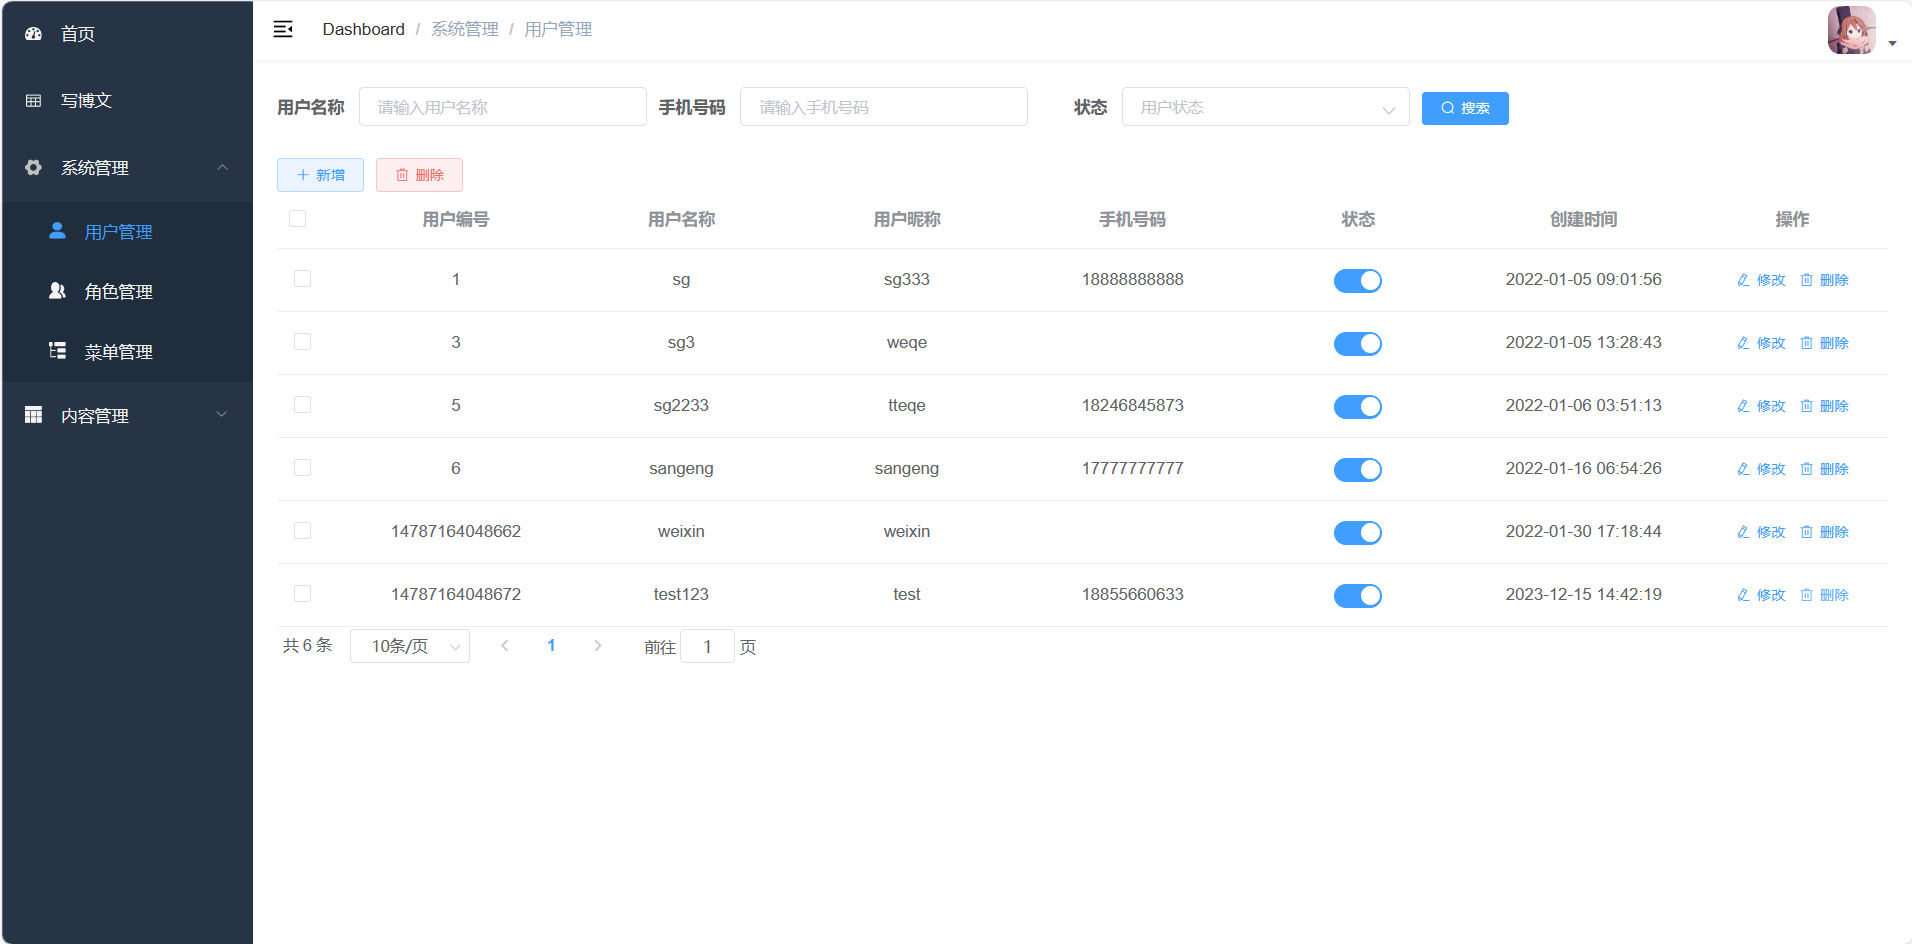 首页
写博文
系统管理
用户管理
角色管理
菜单管理
内容管理
Dashboard / 系统管理 / 用户管理
用户名称 请输入用户名称 手机号码 请输入手机号码 状态 用户状态 搜索
新增 删除
用户编号 用户名称 用户昵称 手机号码 状态 创建时间 操作
1 sg sg333 18888888888 2022-01-05 09:01:56 修改 删除
3 sg3 weqe 2022-01-05 13:28:43 修改 删除
5 sg2233 tteqe 18246845873 2022-01-06 03:51:13 修改 删除
6 sangeng sangeng 17777777777 2022-01-16 06:54:26 修改 删除
14787164048662 weixin weixin 2022-01-30 17:18:44 修改 删除
14787164048672 test123 test 18855660633 2023-12-15 14:42:19 修改 删除
共 6 条 10条/页 1 前往 1 页